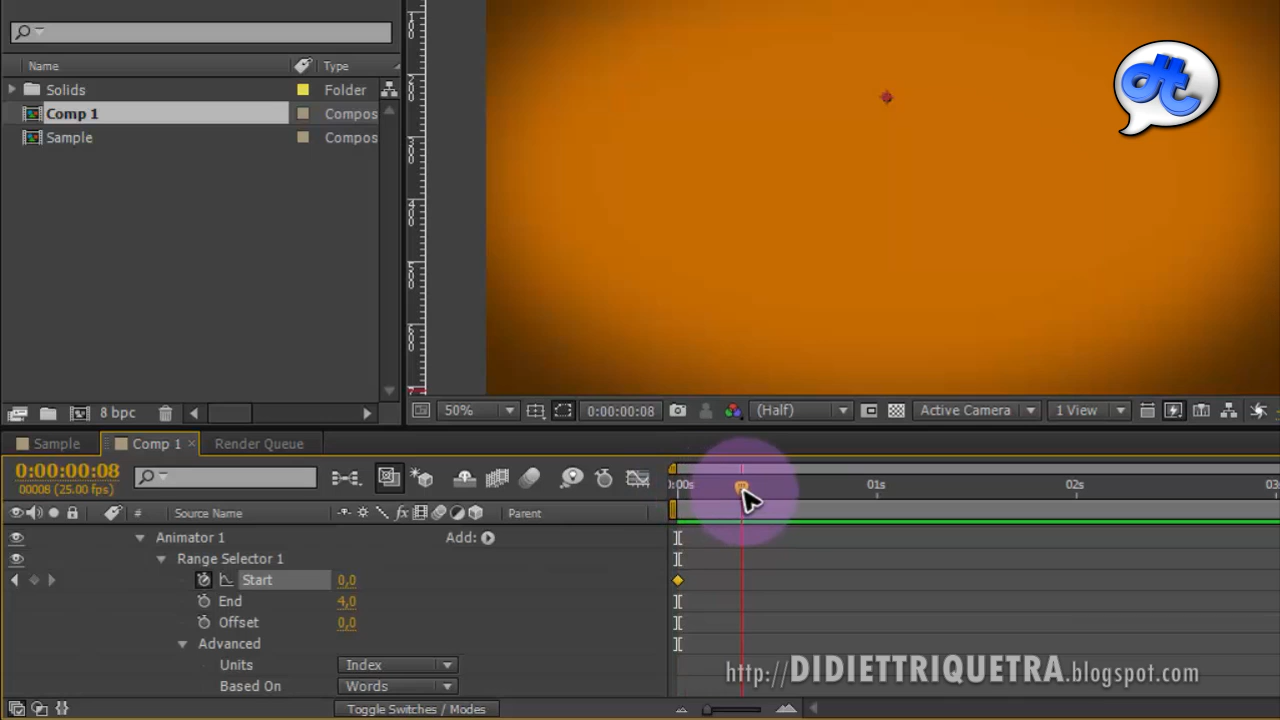 Name Type
Solids Folder
Comp 1 Compos
Sample Compos
8 bpc
50% 0:00:00:08 (Half) Active Camera 1 View
dt
Sample Comp 1 × Render Queue
0:00:00:08
00008 (25.00 fps)
:00s 01s 02s 03
# Source Name Parent
Animator 1 Add:
Range Selector 1
Start 0,0
End 4,0
Offset 0,0
Advanced
Units Index
Based On Words
Toggle Switches / Modes
http://DIDIETTRIQUETRA.blogspot.com